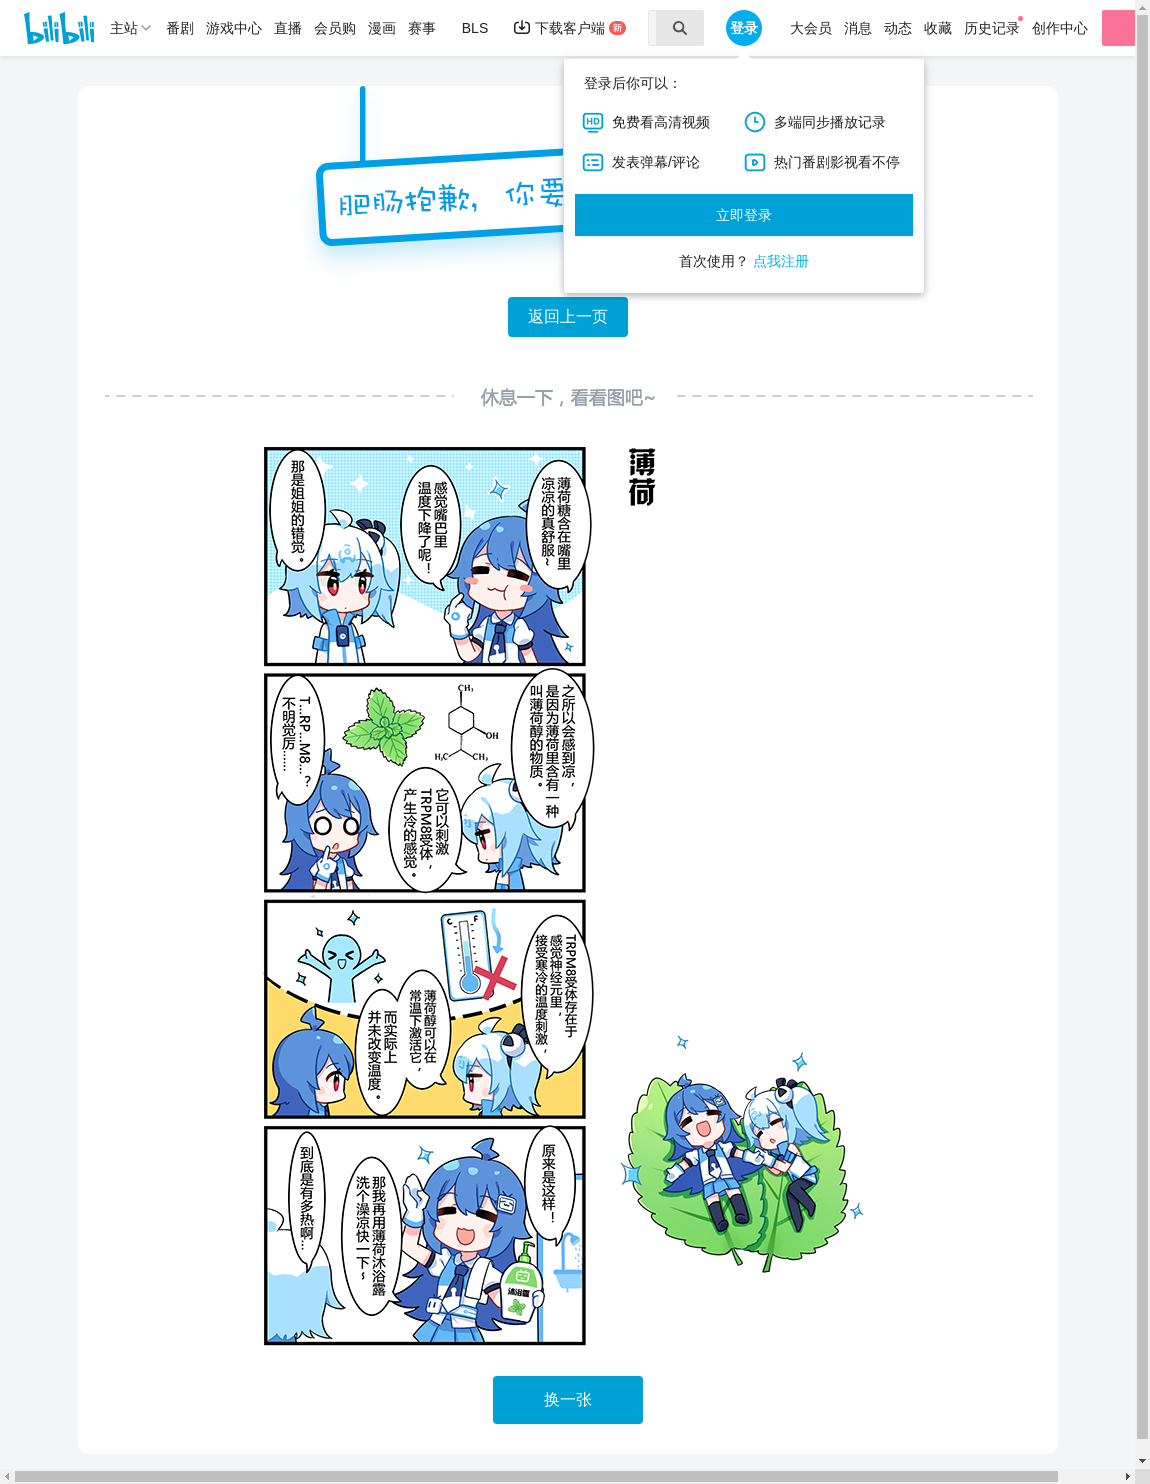 bilibili
主站 番剧 游戏中心 直播 会员购 漫画 赛事 BLS 下载客户端 新 登录 大会员 消息 动态 收藏 历史记录 创作中心
登录后你可以：
免费看高清视频 多端同步播放记录
发表弹幕/评论 热门番剧影视看不停
立即登录
首次使用？ 点我注册
肥肠抱歉，你要
返回上一页
休息一下，看看图吧~
薄荷
薄荷糖含在嘴里
凉凉的真舒服~
感觉嘴巴里
温度下降了呢！
那是姐姐的错觉。
之所以会感到凉，
是因为薄荷里含有一种
叫薄荷醇的物质。
CH₃
OH
H₃C CH₃
它可以刺激
TRPM8受体，
产生冷的感觉。
T...RP...M8...？
不明觉厉……
TRPM8受体存在于
感觉神经元里，
接受寒冷的温度刺激，
C F
薄荷醇可以在
常温下激活它，
而实际上
并未改变温度。
原来是这样！
那我再用薄荷沐浴露
洗个澡凉快一下~
沐浴露
到底是有多热啊...
换一张